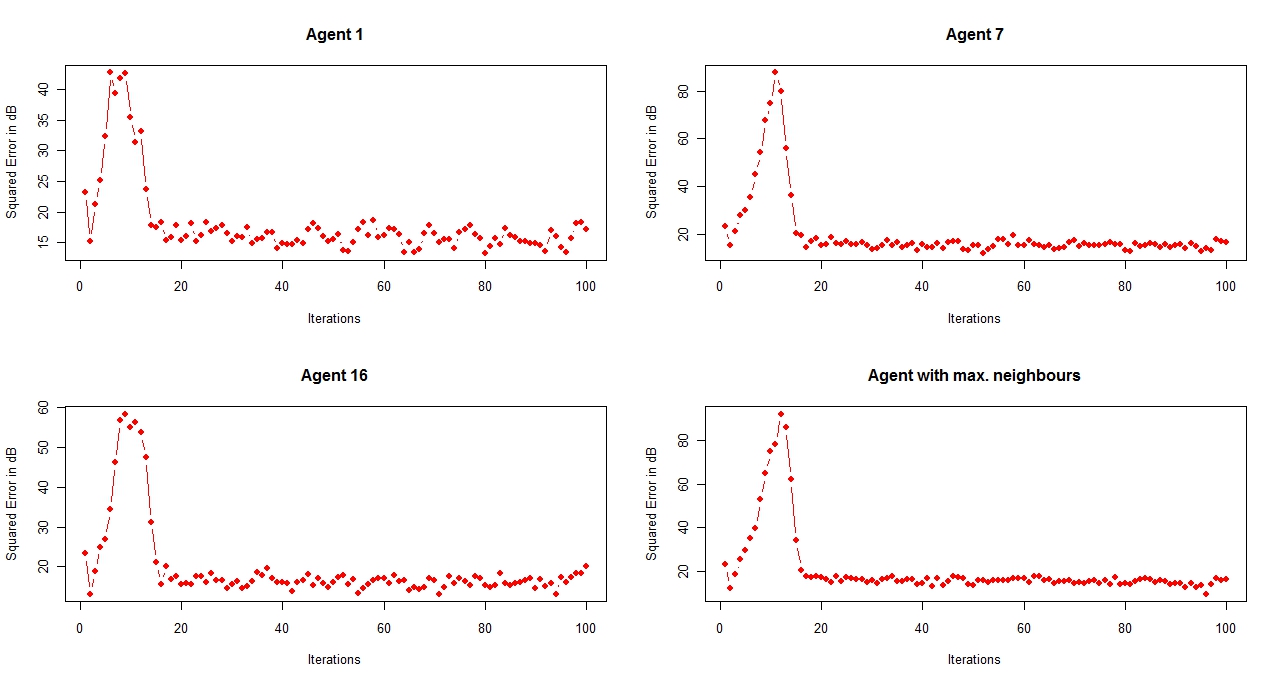 Agent 1
Squared Error in dB
40
35
30
25
20
15
0 20 40 60 80 100
Iterations
Agent 7
Squared Error in dB
80
60
40
20
0 20 40 60 80 100
Iterations
Agent 16
Squared Error in dB
60
50
40
30
20
0 20 40 60 80 100
Iterations
Agent with max. neighbours
Squared Error in dB
80
60
40
20
0 20 40 60 80 100
Iterations